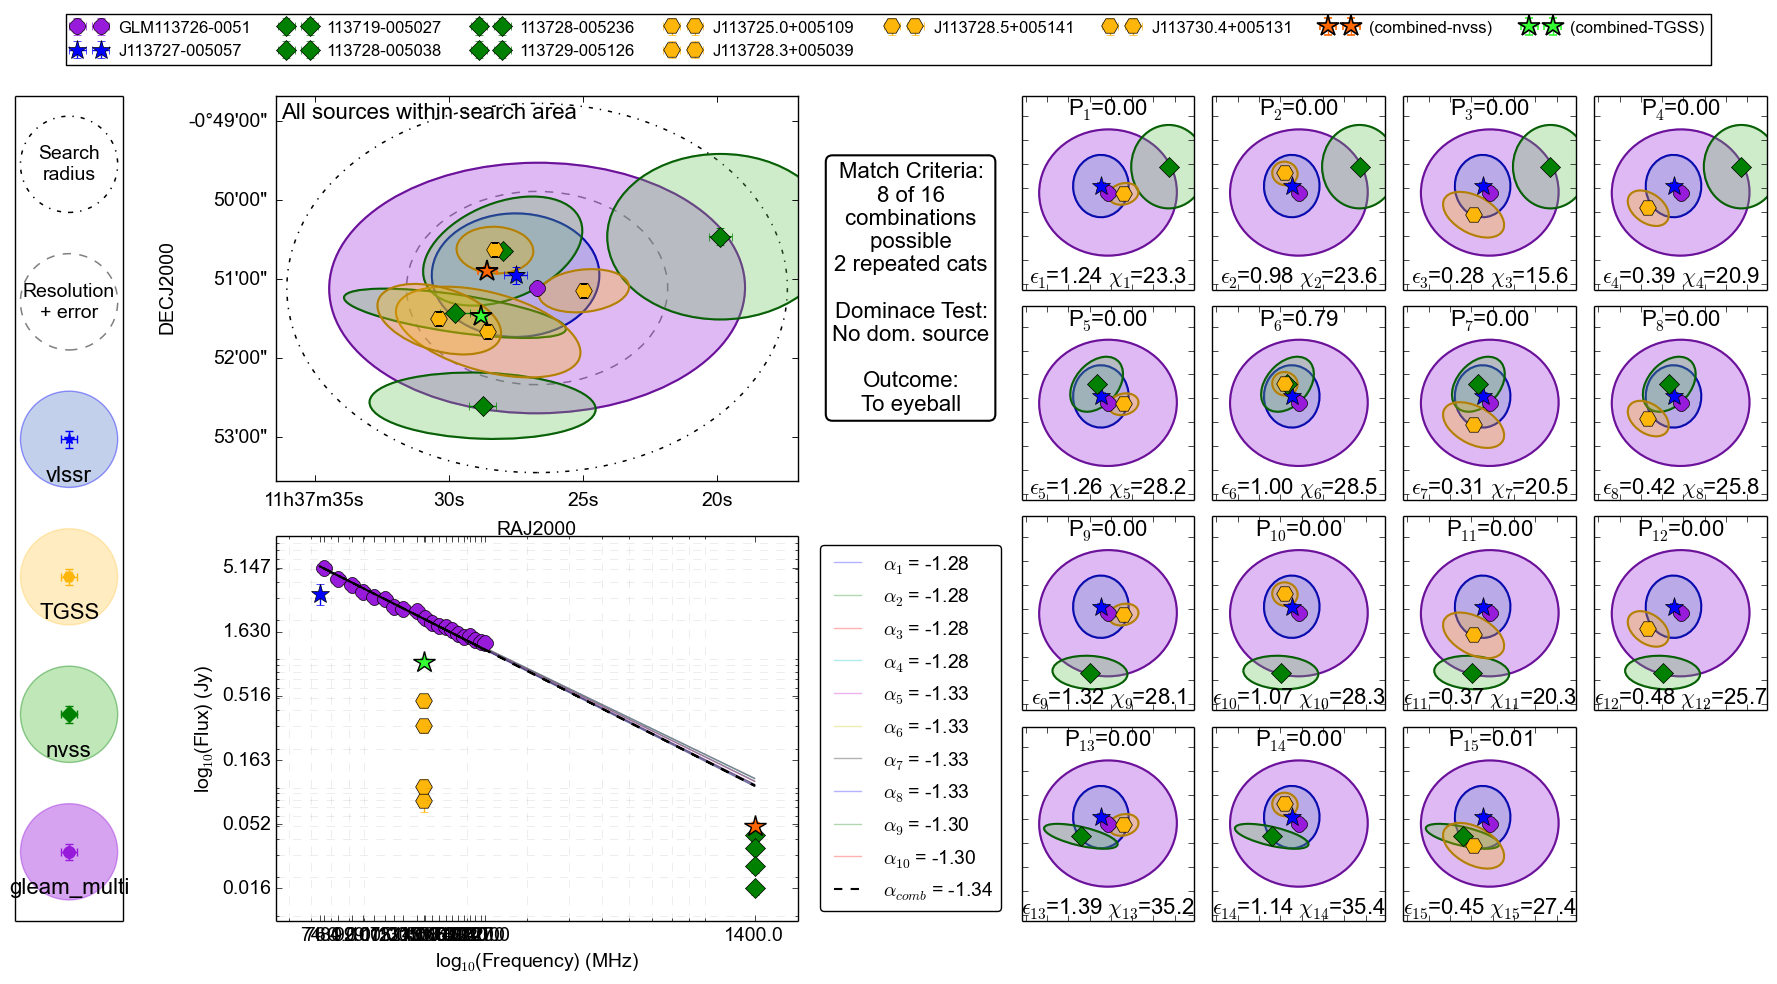 GLM113726-0051
113719-005027
113728-005236
J113725.0+005109
J113728.5+005141
J113730.4+005131
(combined-nvss)
(combined-TGSS)
J113727-005057
113728-005038
113729-005126
J113728.3+005039
Search
radius
Resolution
+ error
vlssr
TGSS
nvss
gleam_multi
All sources within search area
DECJ2000
-0°49'00"
50'00"
51'00"
52'00"
53'00"
11h37m35s
30s
25s
20s
RAJ2000
Match Criteria:
8 of 16
combinations
possible
2 repeated cats
Dominace Test:
No dom. source
Outcome:
To eyeball
log10(Flux) (Jy)
5.147
1.630
0.516
0.163
0.052
0.016
1400.0
log10(Frequency) (MHz)
α1 = -1.28
α2 = -1.28
α3 = -1.28
α4 = -1.28
α5 = -1.33
α6 = -1.33
α7 = -1.33
α8 = -1.33
α9 = -1.30
α10 = -1.30
αcomb = -1.34
P1=0.00
ϵ1=1.24 χ1=23.3
P2=0.00
ϵ2=0.98 χ2=23.6
P3=0.00
ϵ3=0.28 χ3=15.6
P4=0.00
ϵ4=0.39 χ4=20.9
P5=0.00
ϵ5=1.26 χ5=28.2
P6=0.79
ϵ6=1.00 χ6=28.5
P7=0.00
ϵ7=0.31 χ7=20.5
P8=0.00
ϵ8=0.42 χ8=25.8
P9=0.00
ϵ9=1.32 χ9=28.1
P10=0.00
ϵ10=1.07 χ10=28.3
P11=0.00
ϵ11=0.37 χ11=20.3
P12=0.00
ϵ12=0.48 χ12=25.7
P13=0.00
ϵ13=1.39 χ13=35.2
P14=0.00
ϵ14=1.14 χ14=35.4
P15=0.01
ϵ15=0.45 χ15=27.4